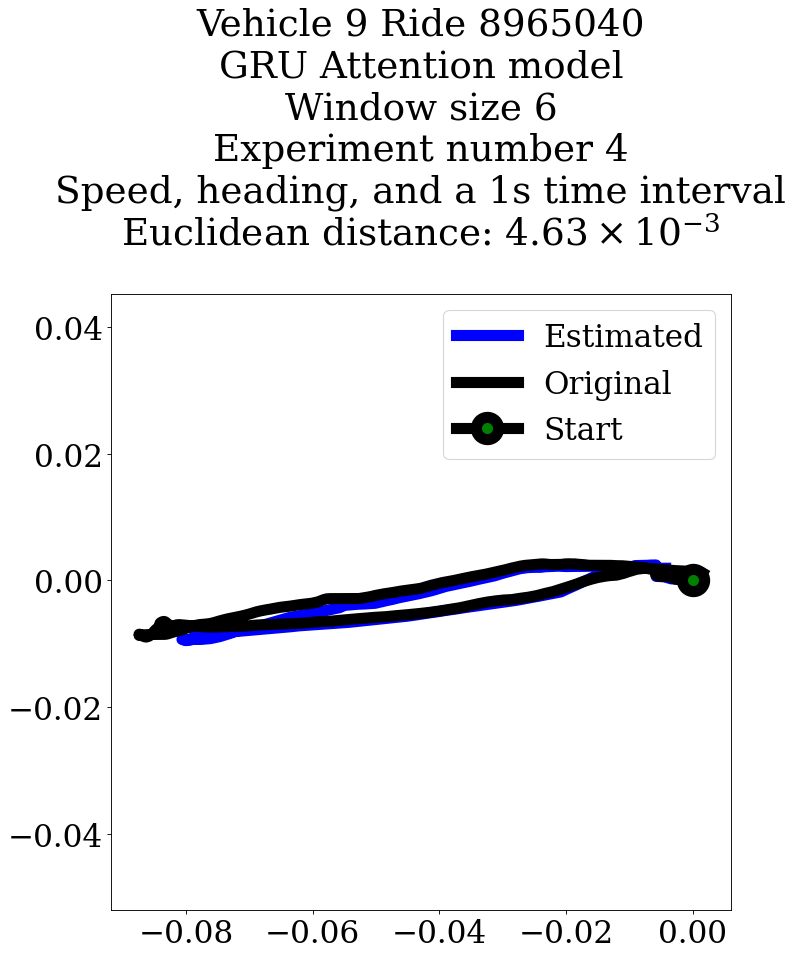 Vehicle 9 Ride 8965040
GRU Attention model
Window size 6
Experiment number 4
Speed, heading, and a 1s time interval
Euclidean distance: 4.63 × 10⁻³
Estimated
Original
Start
0.04
0.02
0.00
−0.02
−0.04
−0.08 −0.06 −0.04 −0.02 0.00